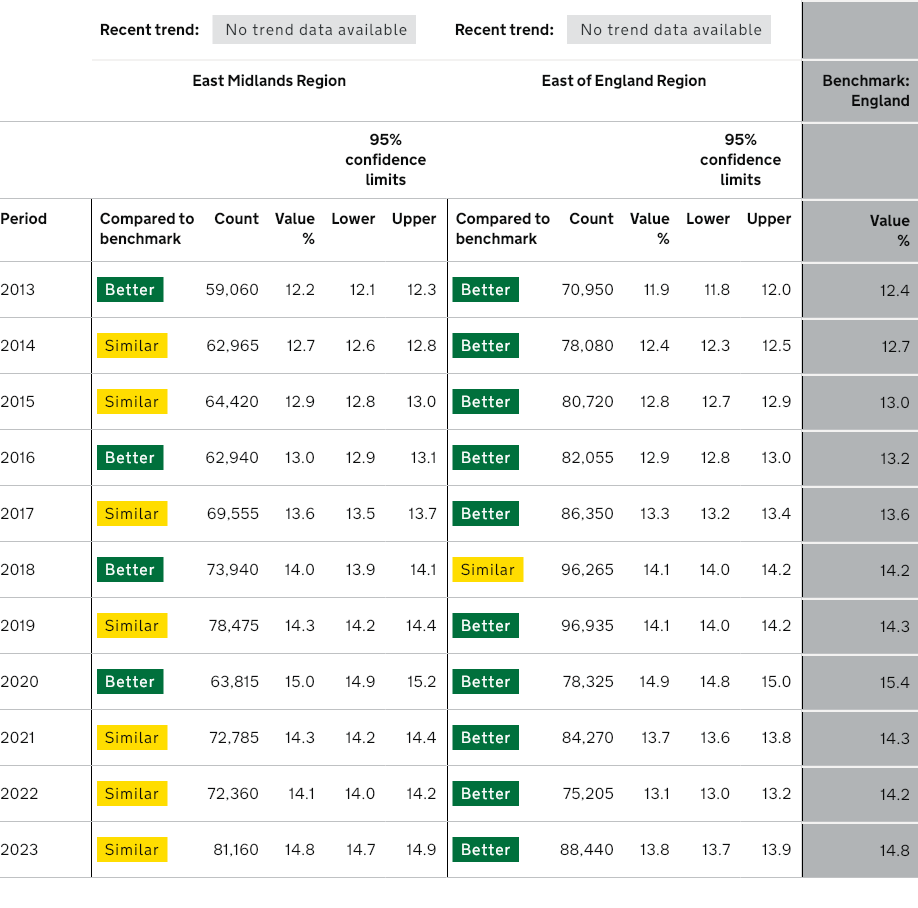 Recent trend: No trend data available Recent trend: No trend data available
East Midlands Region East of England Region Benchmark:
England
95% 95%
confidence confidence
limits limits
Period Compared to Count Value Lower Upper Compared to Count Value Lower Upper Value
benchmark % benchmark % %
2013 Better 59,060 12.2 12.1 12.3 Better 70,950 11.9 11.8 12.0 12.4
2014 Similar 62,965 12.7 12.6 12.8 Better 78,080 12.4 12.3 12.5 12.7
2015 Similar 64,420 12.9 12.8 13.0 Better 80,720 12.8 12.7 12.9 13.0
2016 Better 62,940 13.0 12.9 13.1 Better 82,055 12.9 12.8 13.0 13.2
2017 Similar 69,555 13.6 13.5 13.7 Better 86,350 13.3 13.2 13.4 13.6
2018 Better 73,940 14.0 13.9 14.1 Similar 96,265 14.1 14.0 14.2 14.2
2019 Similar 78,475 14.3 14.2 14.4 Better 96,935 14.1 14.0 14.2 14.3
2020 Better 63,815 15.0 14.9 15.2 Better 78,325 14.9 14.8 15.0 15.4
2021 Similar 72,785 14.3 14.2 14.4 Better 84,270 13.7 13.6 13.8 14.3
2022 Similar 72,360 14.1 14.0 14.2 Better 75,205 13.1 13.0 13.2 14.2
2023 Similar 81,160 14.8 14.7 14.9 Better 88,440 13.8 13.7 13.9 14.8